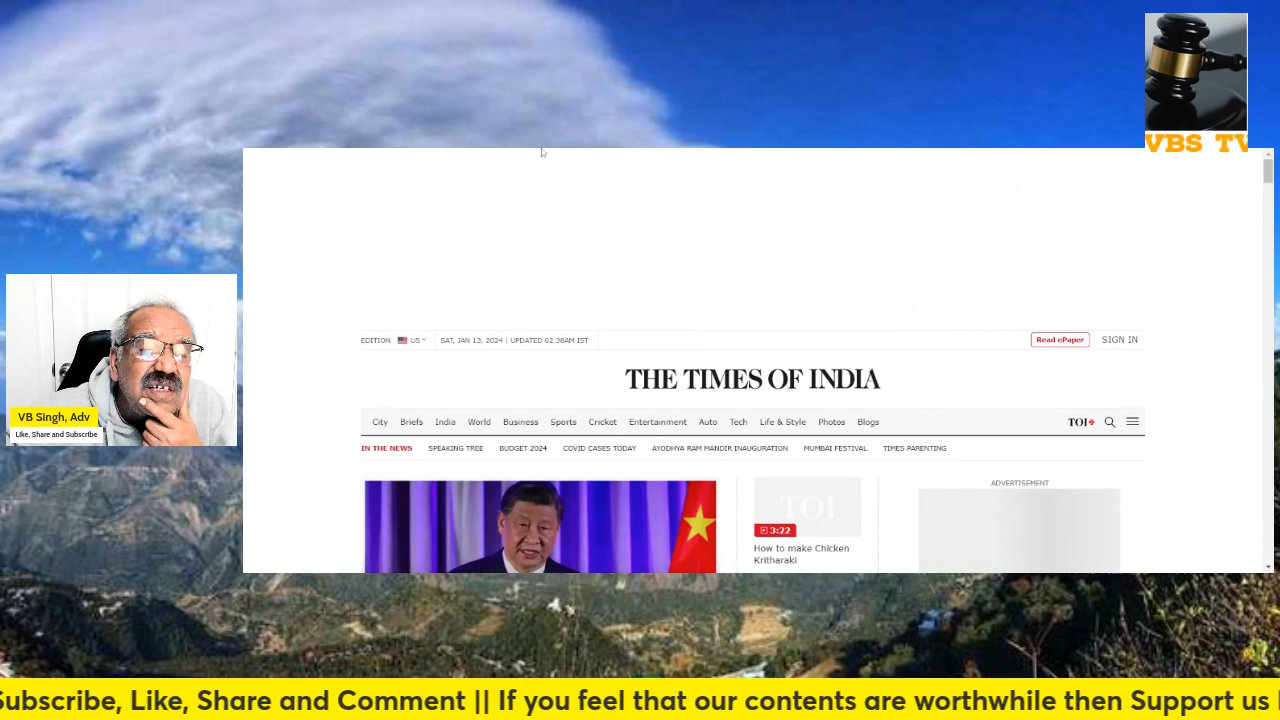 VBS TV
EDITION US SAT, JAN 13, 2024 | UPDATED 02.38AM IST Read ePaper SIGN IN
THE TIMES OF INDIA
City Briefs India World Business Sports Cricket Entertainment Auto Tech Life & Style Photos Blogs TOI+
IN THE NEWS SPEAKING TREE BUDGET 2024 COVID CASES TODAY AYODHYA RAM MANDIR INAUGURATION MUMBAI FESTIVAL TIMES PARENTING
ADVERTISEMENT
TOI
3:22
How to make Chicken
Kritharaki
VB Singh, Adv
Like, Share and Subscribe
Subscribe, Like, Share and Comment || If you feel that our contents are worthwhile then Support us